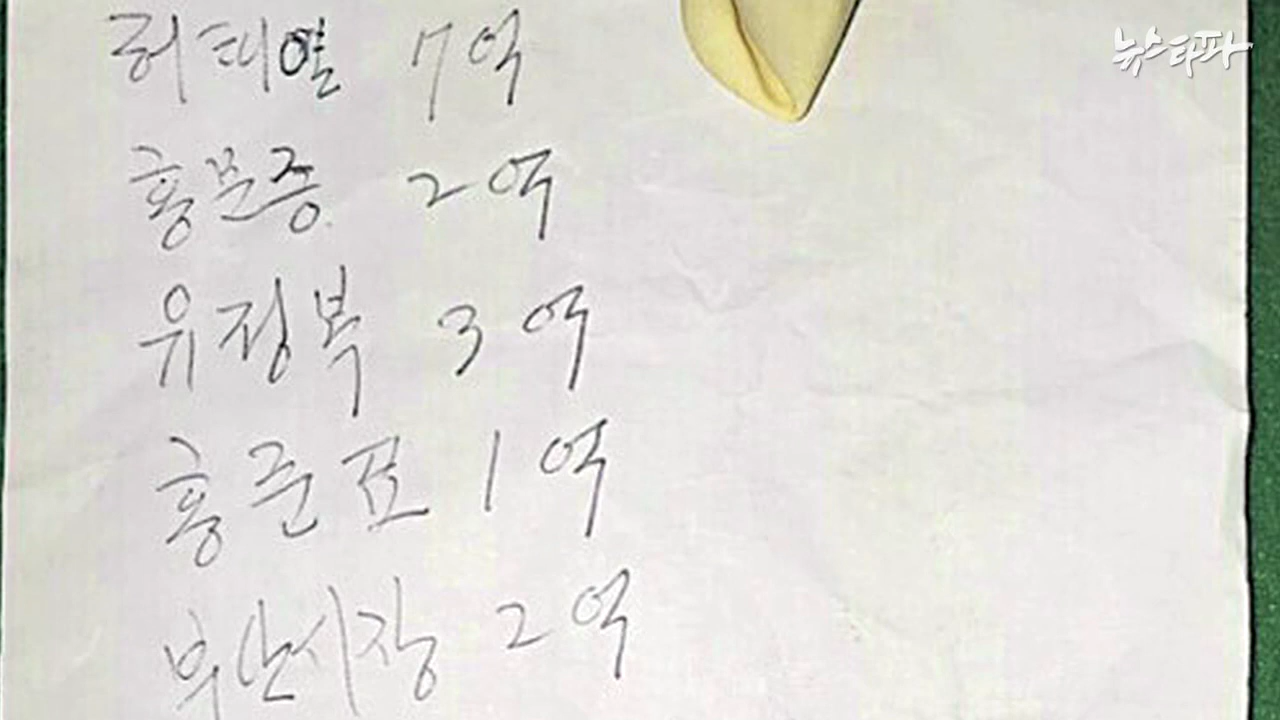 뉴스타파
허태열 7억
홍문종 2억
유정복 3억
홍준표 1억
부산시장 2억